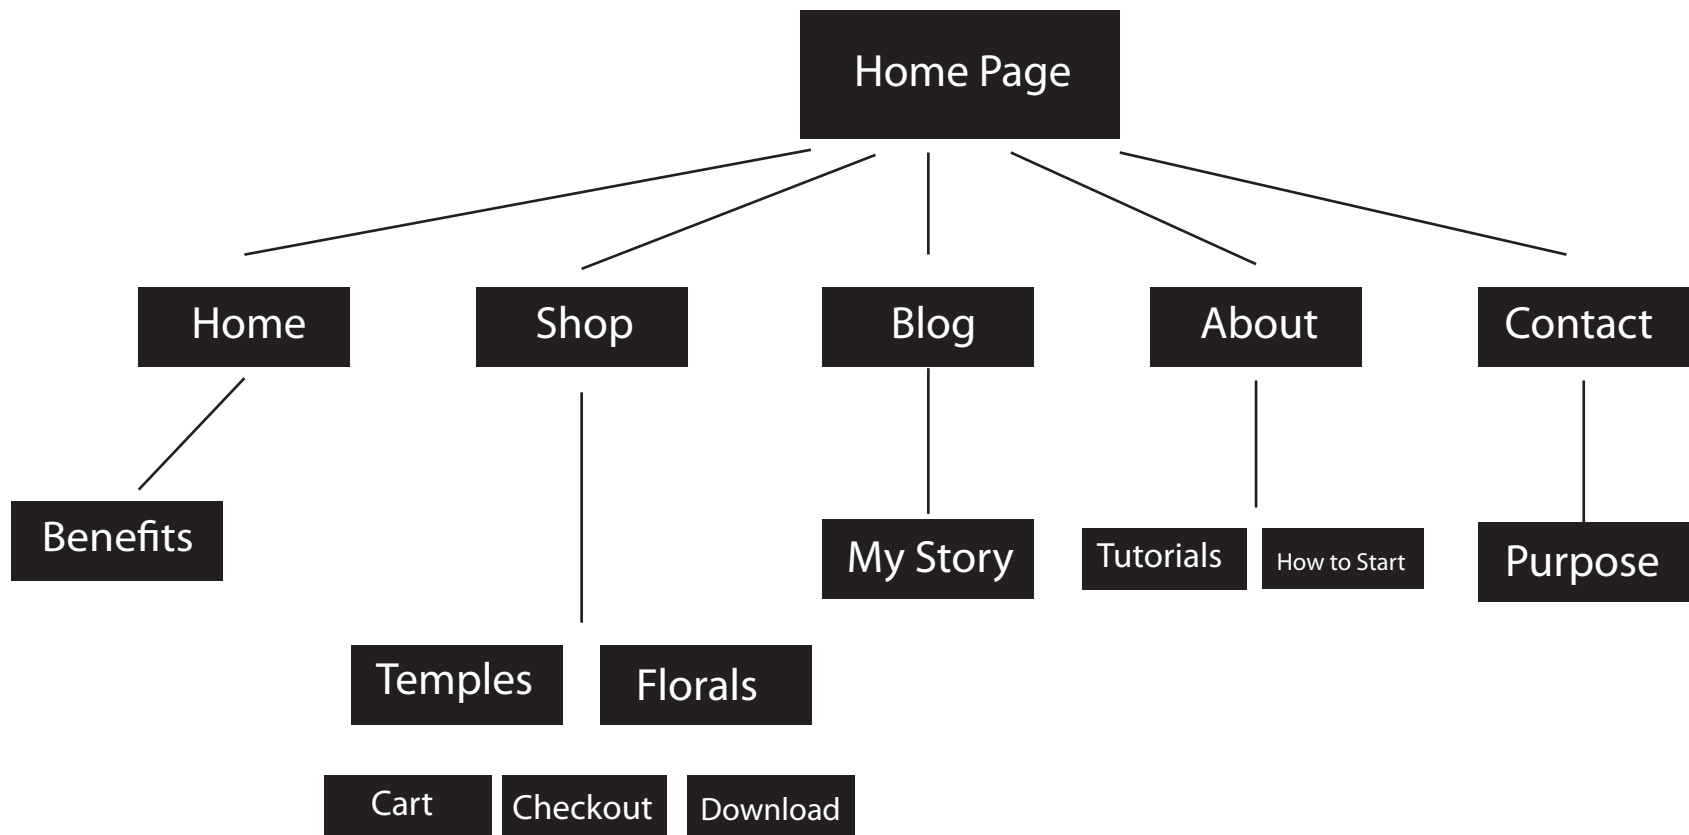 Home Page
Home
Shop
Blog
About
Contact
Benefits
My Story
Tutorials
How to Start
Purpose
Temples
Florals
Cart
Checkout
Download